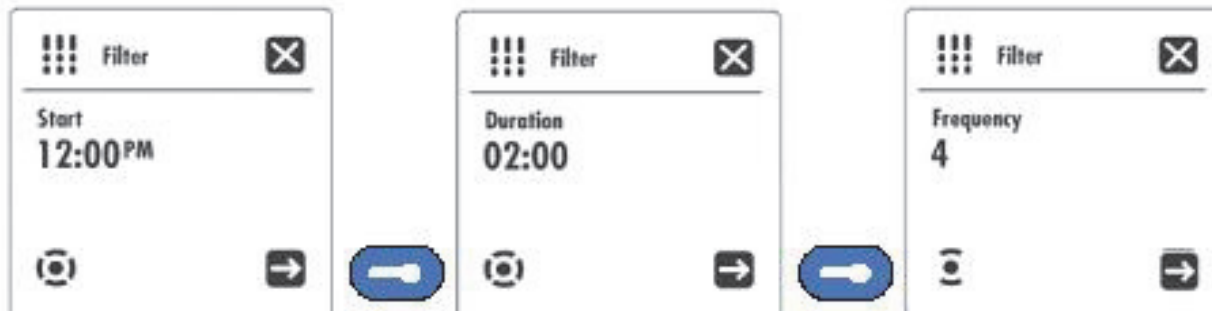 Filter
Start
12:00PM
Filter
Duration
02:00
Filter
Frequency
4